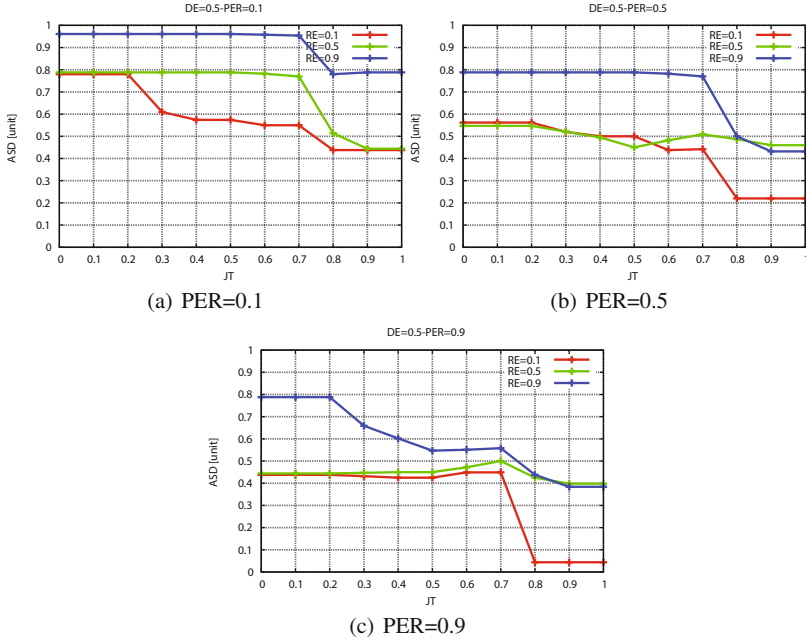 DE=0.5-PER=0.1
1
0.9
0.8
0.7
0.6
0.5
0.4
0.3
0.2
0.1
0
ASD [unit]
RE=0.1
RE=0.5
RE=0.9
0 0.1 0.2 0.3 0.4 0.5 0.6 0.7 0.8 0.9 1
JT
(a) PER=0.1
DE=0.5-PER=0.5
1
0.9
0.8
0.7
0.6
0.5
0.4
0.3
0.2
0.1
0
ASD [unit]
RE=0.1
RE=0.5
RE=0.9
0 0.1 0.2 0.3 0.4 0.5 0.6 0.7 0.8 0.9 1
JT
(b) PER=0.5
DE=0.5-PER=0.9
1
0.9
0.8
0.7
0.6
0.5
0.4
0.3
0.2
0.1
0
ASD [unit]
RE=0.1
RE=0.5
RE=0.9
0 0.1 0.2 0.3 0.4 0.5 0.6 0.7 0.8 0.9 1
JT
(c) PER=0.9